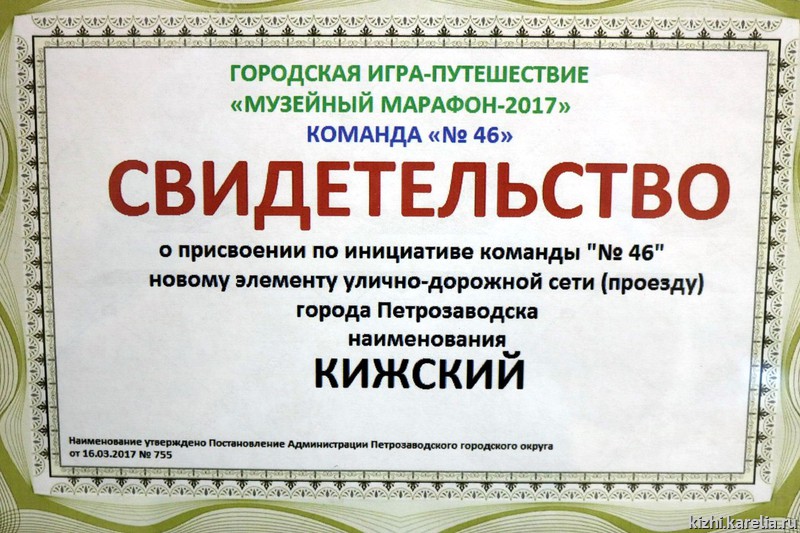 ГОРОДСКАЯ ИГРА-ПУТЕШЕСТВИЕ
«МУЗЕЙНЫЙ МАРАФОН-2017»
КОМАНДА «№ 46»
СВИДЕТЕЛЬСТВО
о присвоении по инициативе команды "№ 46"
новому элементу улично-дорожной сети (проезду)
города Петрозаводска
наименования
КИЖСКИЙ
Наименование утверждено Постановление Администрации Петрозаводского городского округа
от 16.03.2017 № 755
kizhi.karelia.ru